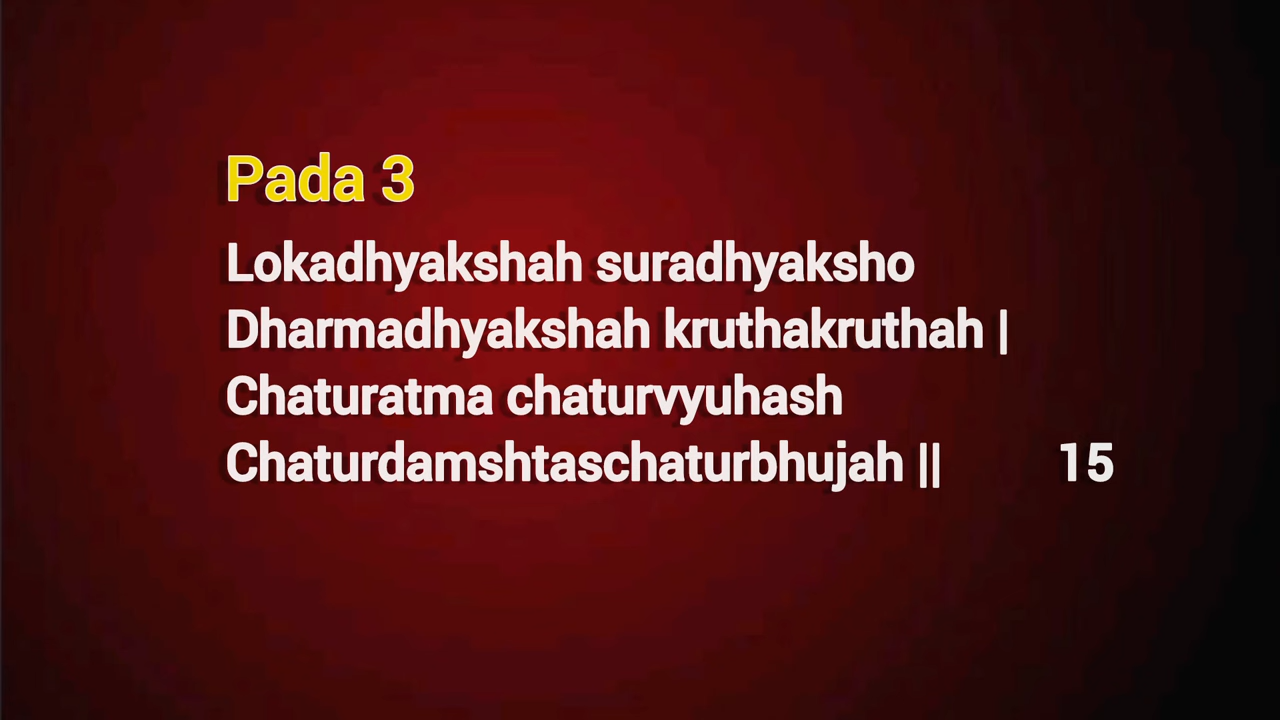 Pada 3
Lokadhyakshah suradhyaksho
Dharmadhyakshah kruthakruthah |
Chaturatma chaturvyuhash
Chaturdamshtaschaturbhujah || 15